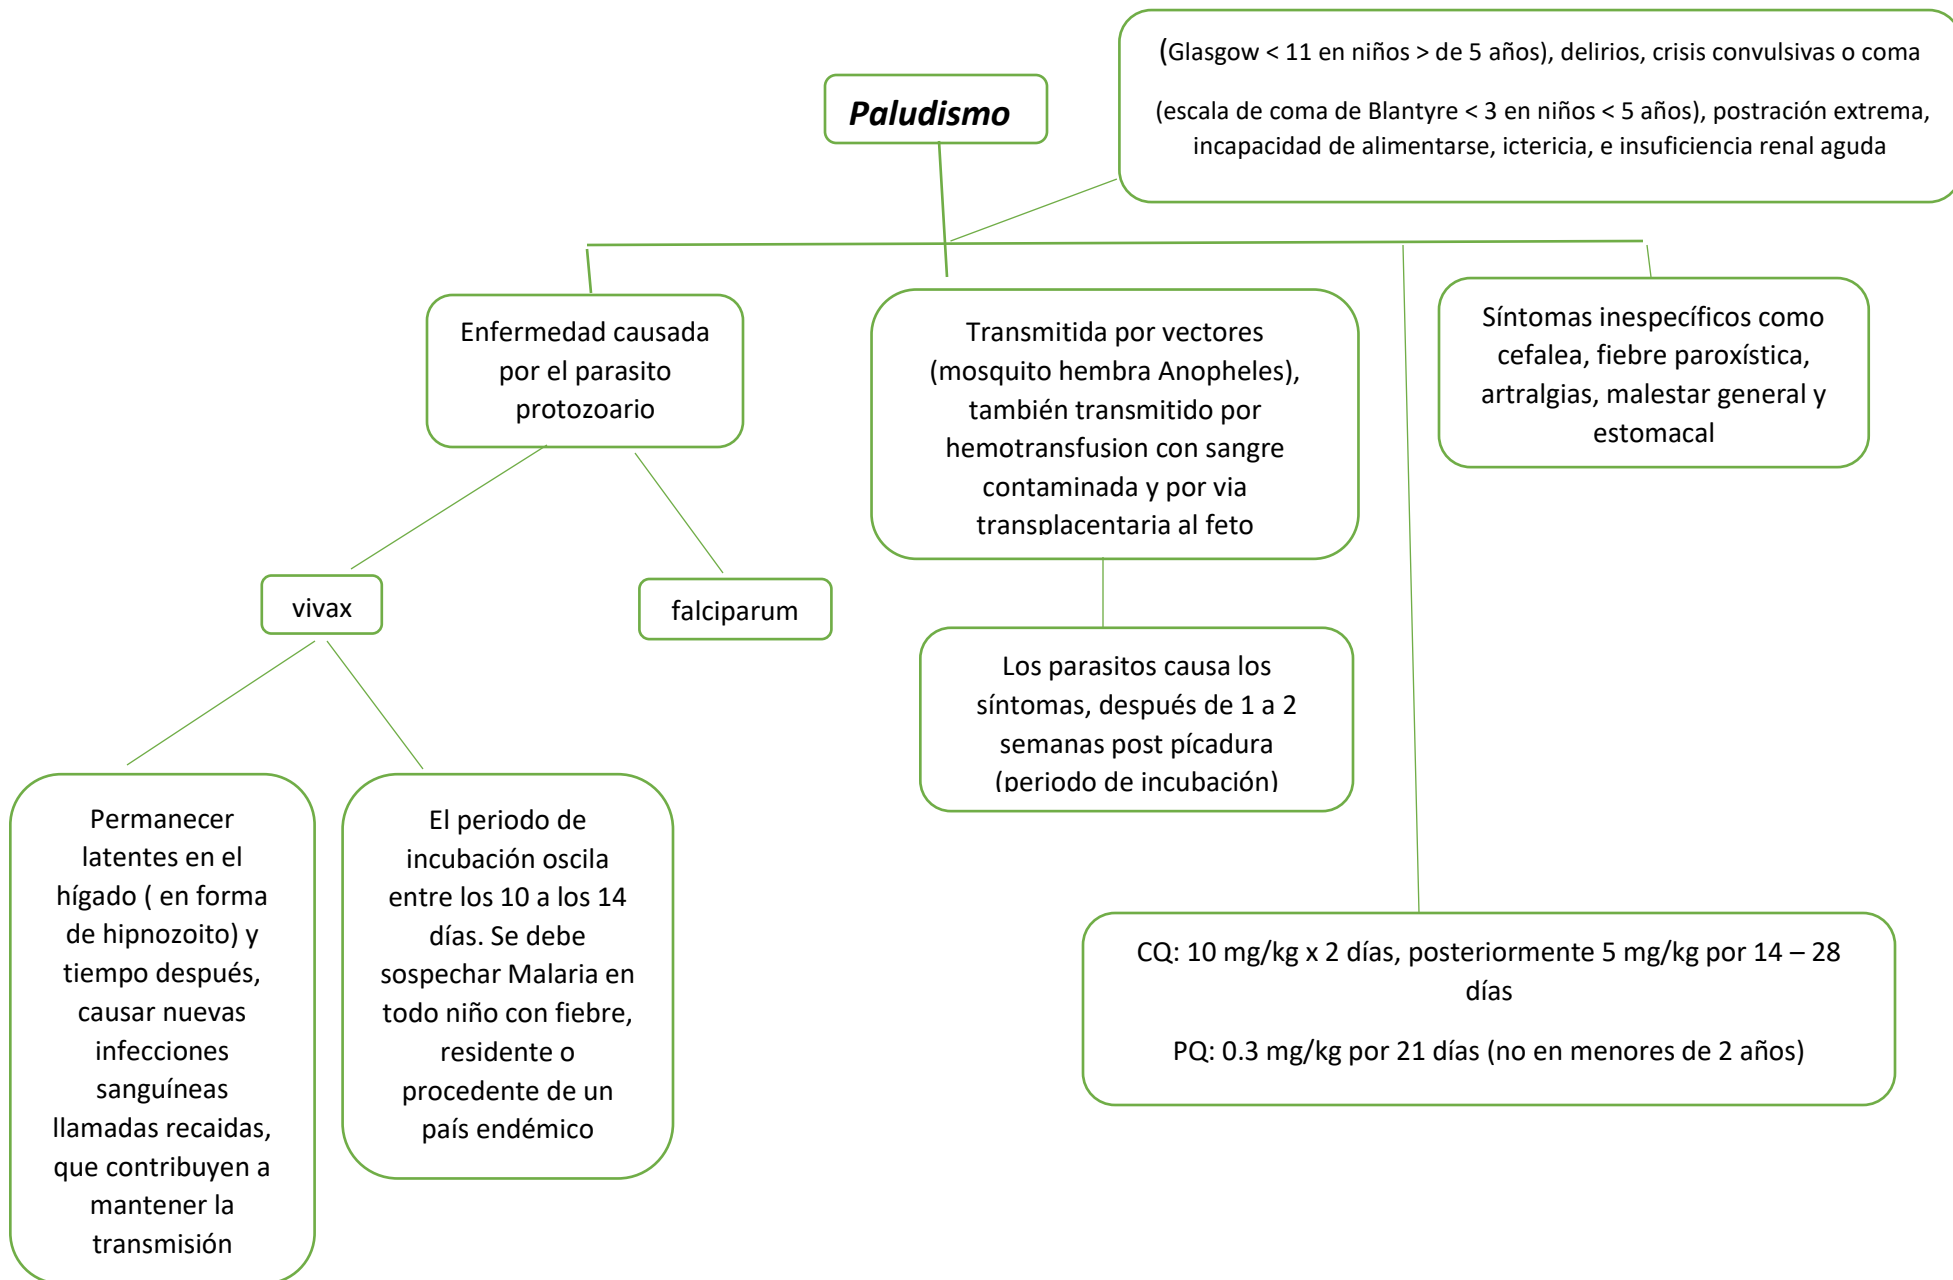 Paludismo
(Glasgow < 11 en niños > de 5 años), delirios, crisis convulsivas o coma
(escala de coma de Blantyre < 3 en niños < 5 años), postración extrema,
incapacidad de alimentarse, ictericia, e insuficiencia renal aguda
Enfermedad causada
por el parasito
protozoario
Transmitida por vectores
(mosquito hembra Anopheles),
también transmitido por
hemotransfusion con sangre
contaminada y por via
transplacentaria al feto
Síntomas inespecíficos como
cefalea, fiebre paroxística,
artralgias, malestar general y
estomacal
vivax
falciparum
Los parasitos causa los
síntomas, después de 1 a 2
semanas post pícadura
(periodo de incubación)
Permanecer
latentes en el
hígado ( en forma
de hipnozoito) y
tiempo después,
causar nuevas
infecciones
sanguíneas
llamadas recaidas,
que contribuyen a
mantener la
transmisión
El periodo de
incubación oscila
entre los 10 a los 14
días. Se debe
sospechar Malaria en
todo niño con fiebre,
residente o
procedente de un
país endémico
CQ: 10 mg/kg x 2 días, posteriormente 5 mg/kg por 14 – 28
días
PQ: 0.3 mg/kg por 21 días (no en menores de 2 años)